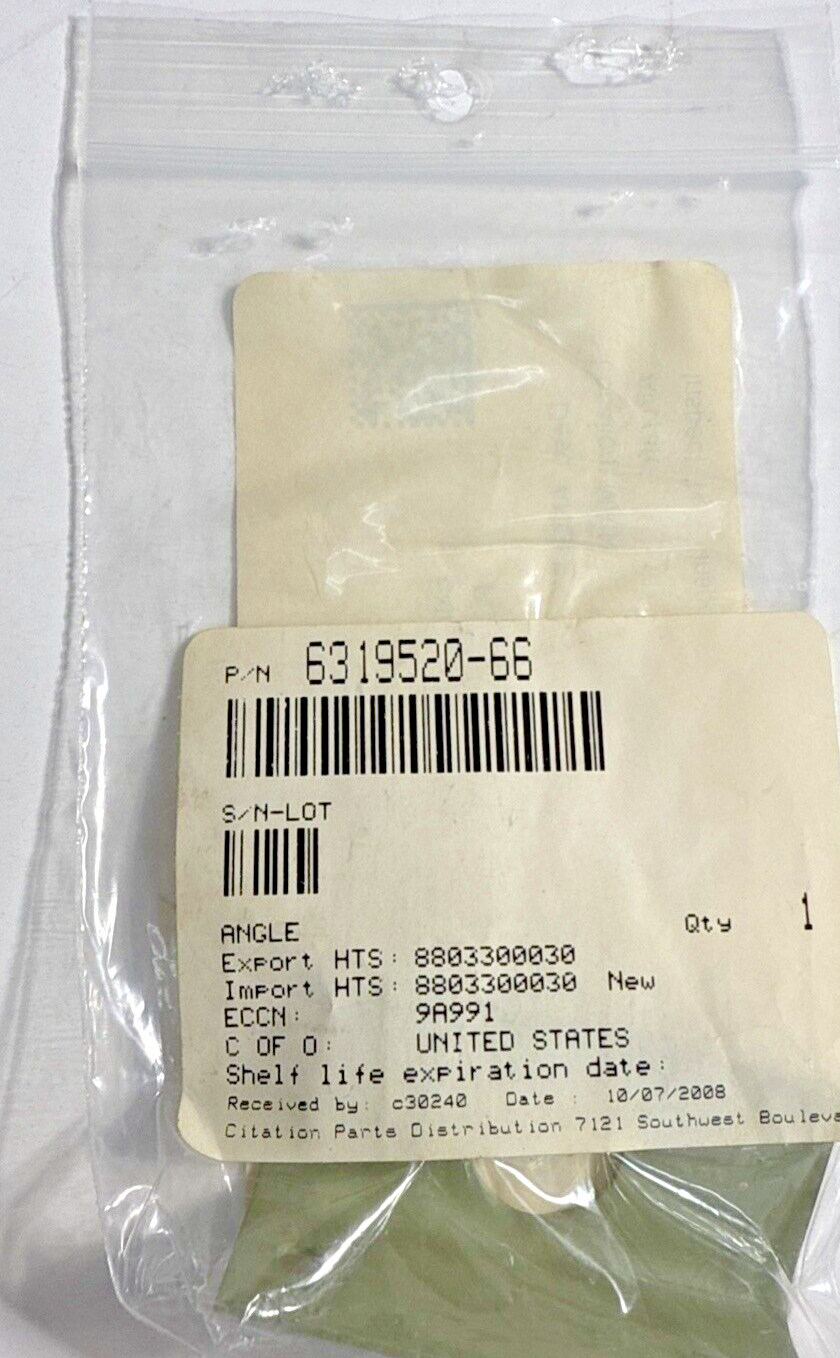 P/N 6319520-66
S/N-LOT
ANGLE Qty 1
Export HTS: 8803300030
Import HTS: 8803300030 New
ECCN: 9A991
C OF O: UNITED STATES
Shelf life expiration date:
Received by: c30240 Date : 10/07/2008
Citation Parts Distribution 7121 Southwest Bouleva